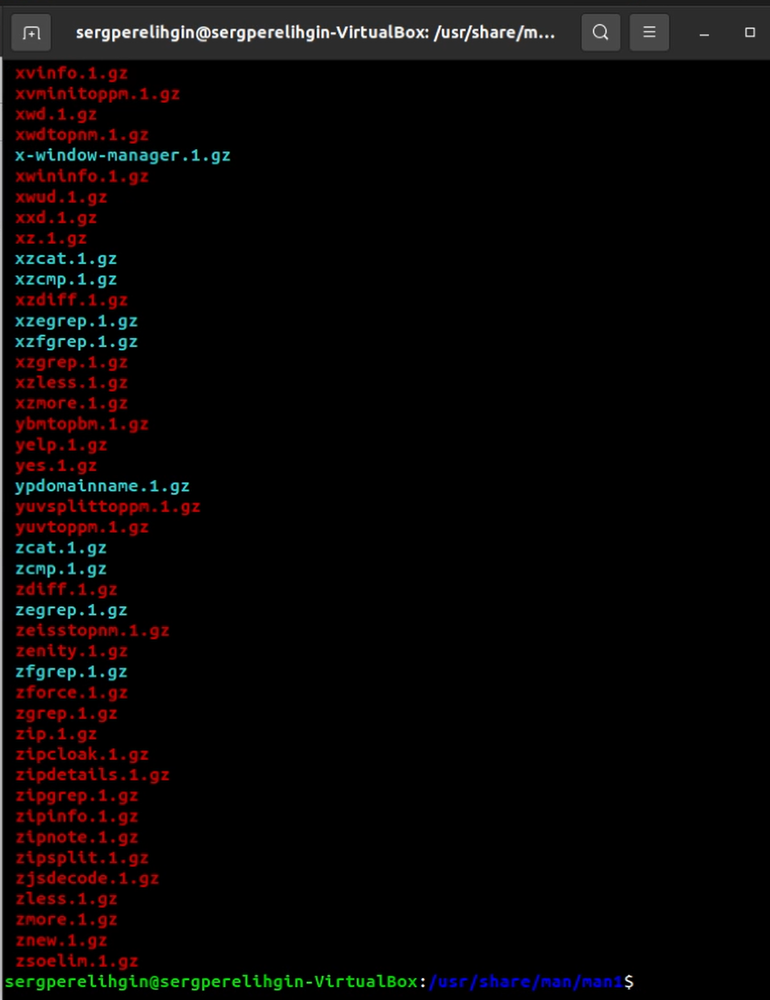 sergperelihgin@sergperelihgin-VirtualBox: /usr/share/m...
xvinfo.1.gz
xvminitoppm.1.gz
xwd.1.gz
xwdtopnm.1.gz
x-window-manager.1.gz
xwininfo.1.gz
xwud.1.gz
xxd.1.gz
xz.1.gz
xzcat.1.gz
xzcmp.1.gz
xzdiff.1.gz
xzegrep.1.gz
xzfgrep.1.gz
xzgrep.1.gz
xzless.1.gz
xzmore.1.gz
ybmtopbm.1.gz
yelp.1.gz
yes.1.gz
ypdomainname.1.gz
yuvsplittoppm.1.gz
yuvtoppm.1.gz
zcat.1.gz
zcmp.1.gz
zdiff.1.gz
zegrep.1.gz
zeisstopnm.1.gz
zenity.1.gz
zfgrep.1.gz
zforce.1.gz
zgrep.1.gz
zip.1.gz
zipcloak.1.gz
zipdetails.1.gz
zipgrep.1.gz
zipinfo.1.gz
zipnote.1.gz
zipsplit.1.gz
zjsdecode.1.gz
zless.1.gz
zmore.1.gz
znew.1.gz
zsoelim.1.gz
sergperelihgin@sergperelihgin-VirtualBox:/usr/share/man/man1$